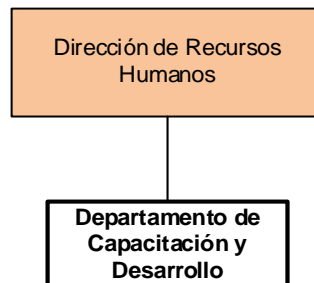 Dirección de Recursos
Humanos
Departamento de
Capacitación y
Desarrollo